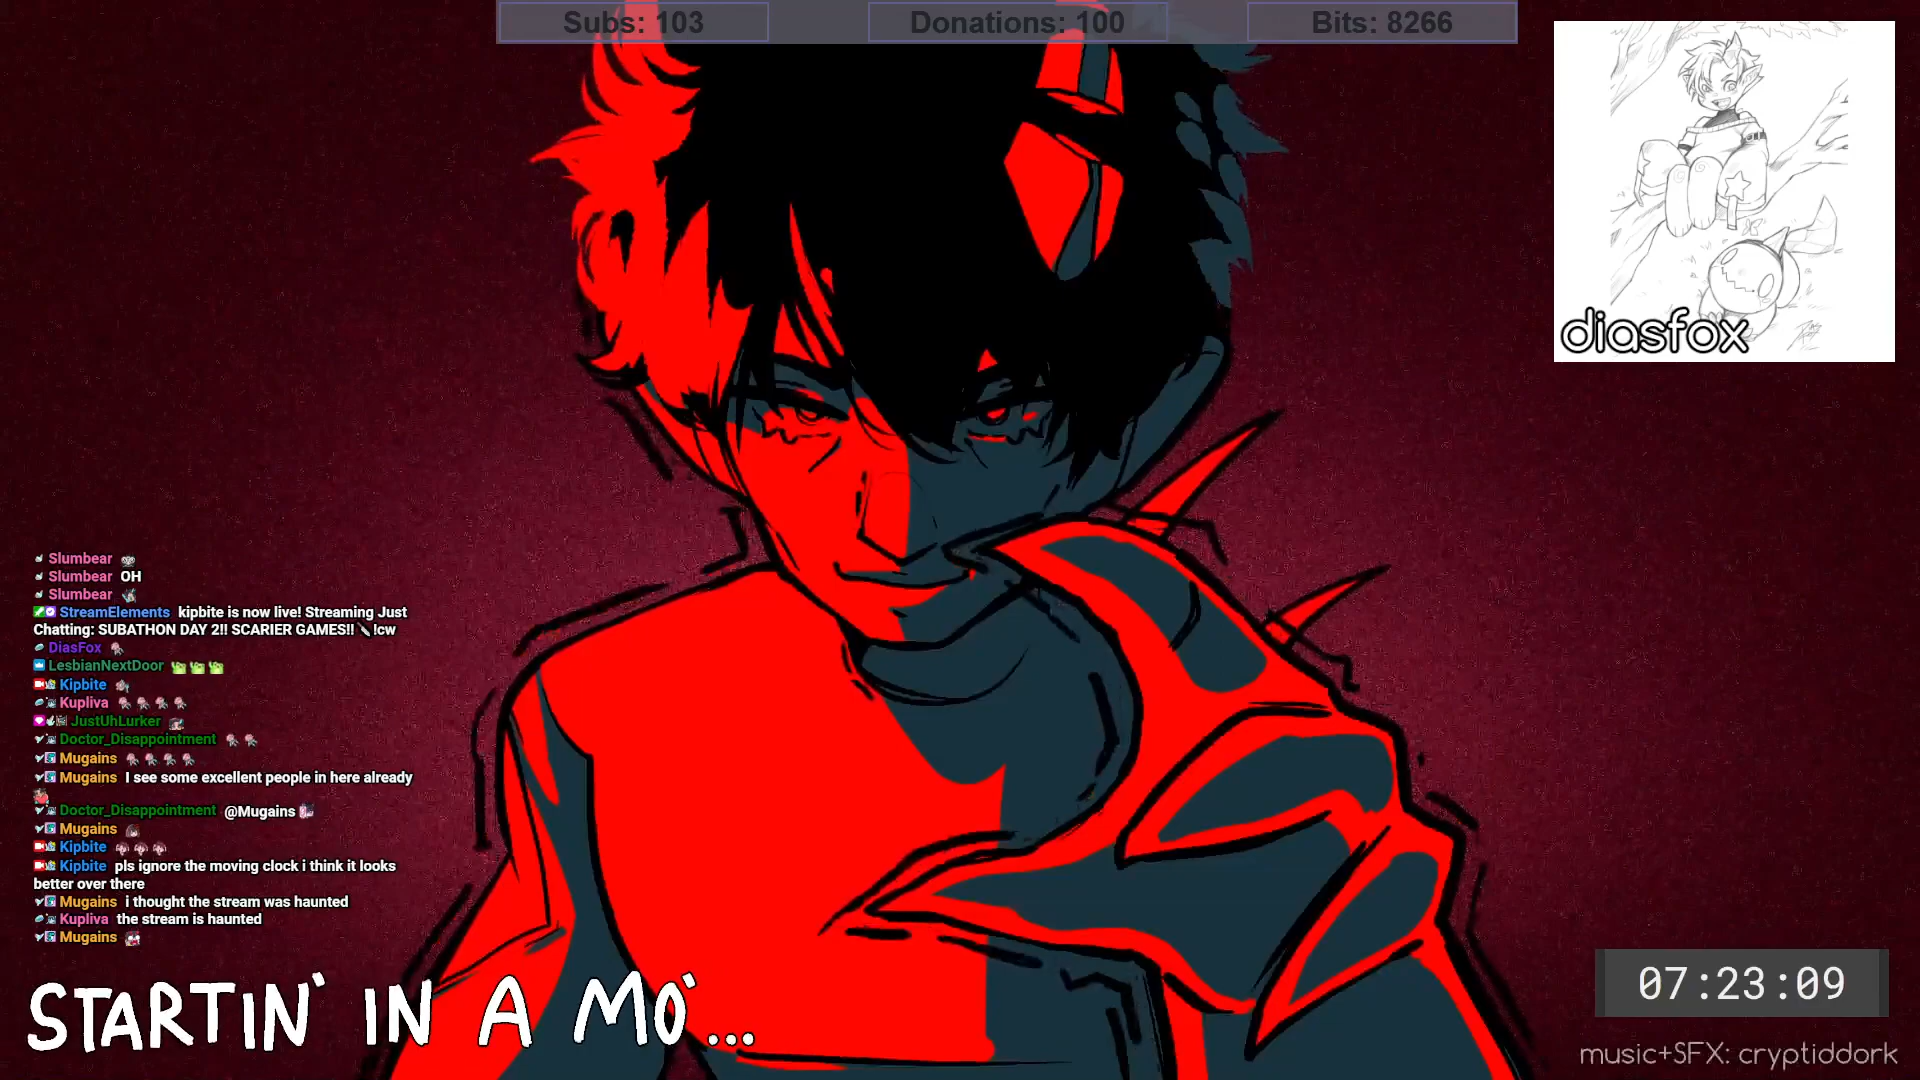 Subs: 103
Donations: 100
Bits: 8266
diasfox
Slumbear
Slumbear OH
Slumbear
StreamElements kipbite is now live! Streaming Just
Chatting: SUBATHON DAY 2!! SCARIER GAMES!! !cw
DiasFox
LesbianNextDoor
Kipbite
Kupliva
JustUhLurker
Doctor_Disappointment
Mugains
Mugains I see some excellent people in here already
Doctor_Disappointment @Mugains
Mugains
Kipbite
Kipbite pls ignore the moving clock i think it looks
better over there
Mugains i thought the stream was haunted
Kupliva the stream is haunted
Mugains
STARTIN' IN A MO'...
07:23:09
music+SFX: cryptiddork